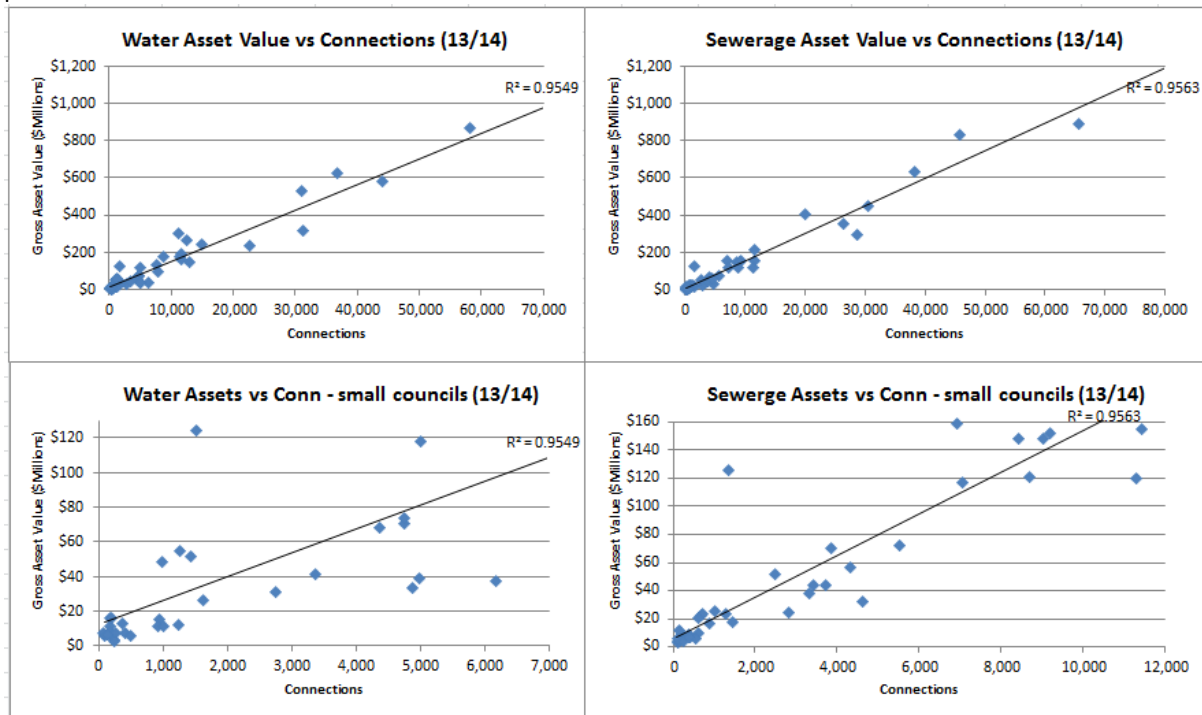 Water Asset Value vs Connections (13/14)
Gross Asset Value ($Millions)
$1,200
$1,000
$800
$600
$400
$200
$0
R² = 0.9549
0 10,000 20,000 30,000 40,000 50,000 60,000 70,000
Connections
Sewerage Asset Value vs Connections (13/14)
Gross Asset Value ($Millions)
$1,200
$1,000
$800
$600
$400
$200
$0
R² = 0.9563
0 10,000 20,000 30,000 40,000 50,000 60,000 70,000 80,000
Connections
Water Assets vs Conn - small councils (13/14)
Gross Asset Value ($Millions)
$120
$100
$80
$60
$40
$20
$0
R² = 0.9549
0 1,000 2,000 3,000 4,000 5,000 6,000 7,000
Connections
Sewerge Assets vs Conn - small councils (13/14)
Gross Asset Value ($Millions)
$160
$140
$120
$100
$80
$60
$40
$20
$0
R² = 0.9563
0 2,000 4,000 6,000 8,000 10,000 12,000
Connections